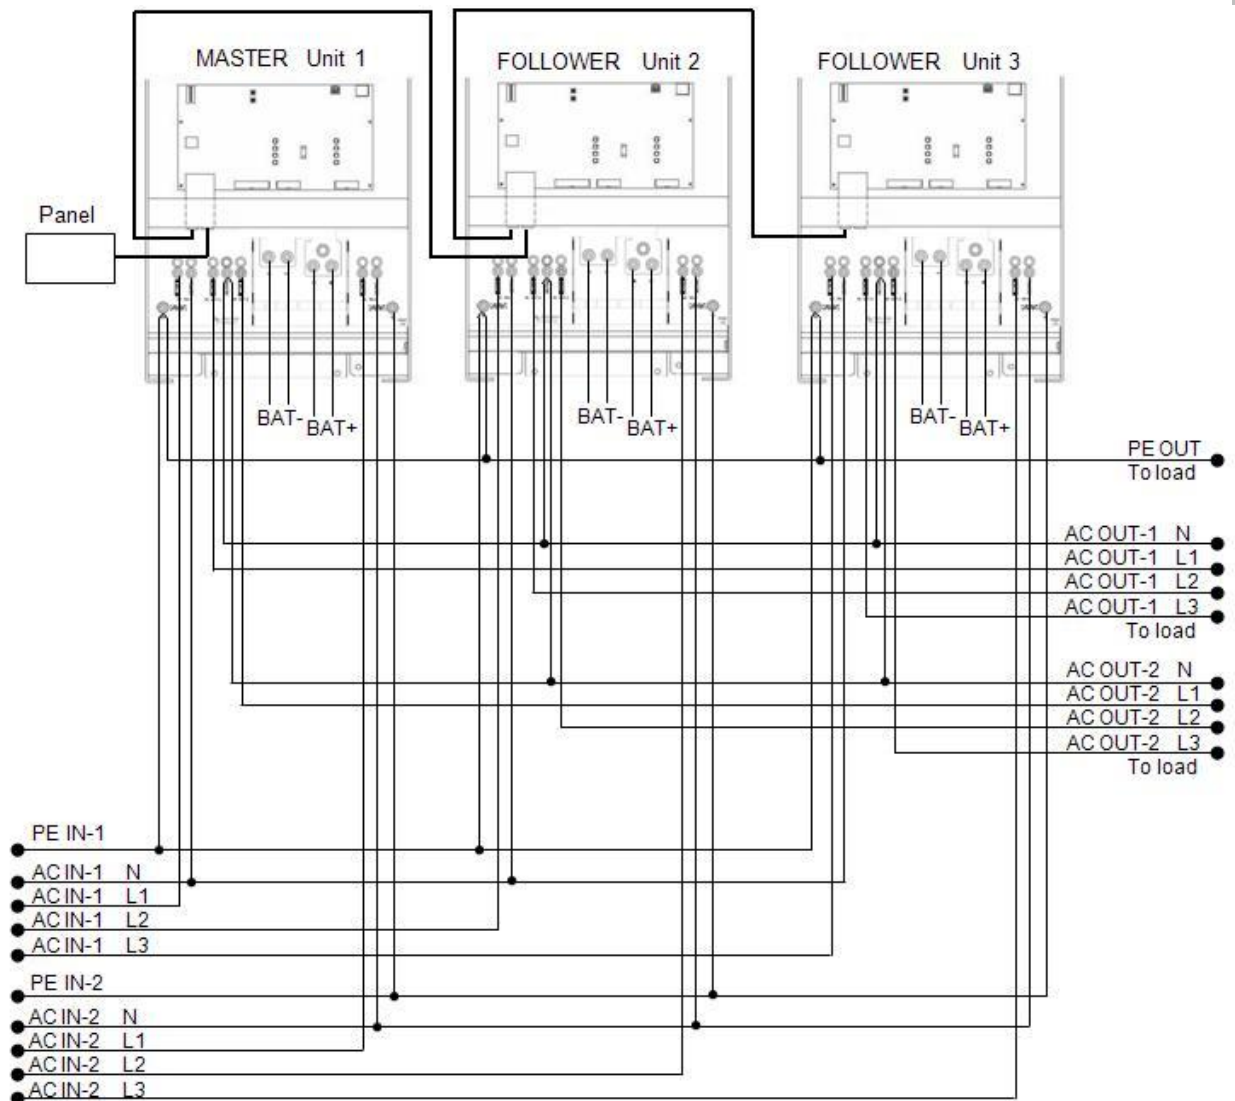 MASTER Unit 1
FOLLOWER Unit 2
FOLLOWER Unit 3
Panel
BAT-
BAT+
BAT-
BAT+
BAT-
BAT+
PE OUT
To load
AC OUT-1 N
AC OUT-1 L1
AC OUT-1 L2
AC OUT-1 L3
To load
AC OUT-2 N
AC OUT-2 L1
AC OUT-2 L2
AC OUT-2 L3
To load
PE IN-1
AC IN-1 N
AC IN-1 L1
AC IN-1 L2
AC IN-1 L3
PE IN-2
AC IN-2 N
AC IN-2 L1
AC IN-2 L2
AC IN-2 L3